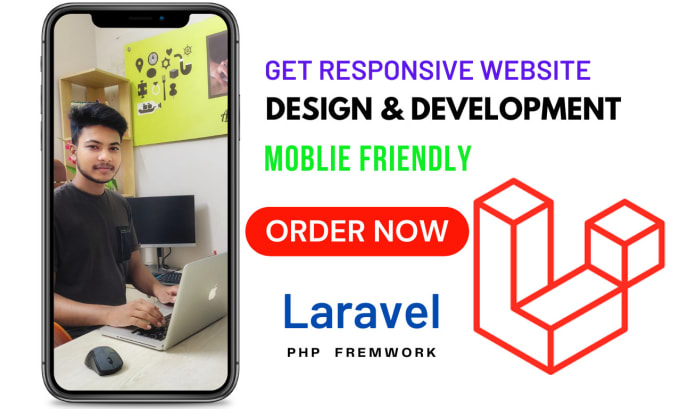 GET RESPONSIVE WEBSITE
DESIGN & DEVELOPMENT
MOBLIE FRIENDLY
ORDER NOW
Laravel
PHP FREMWORK